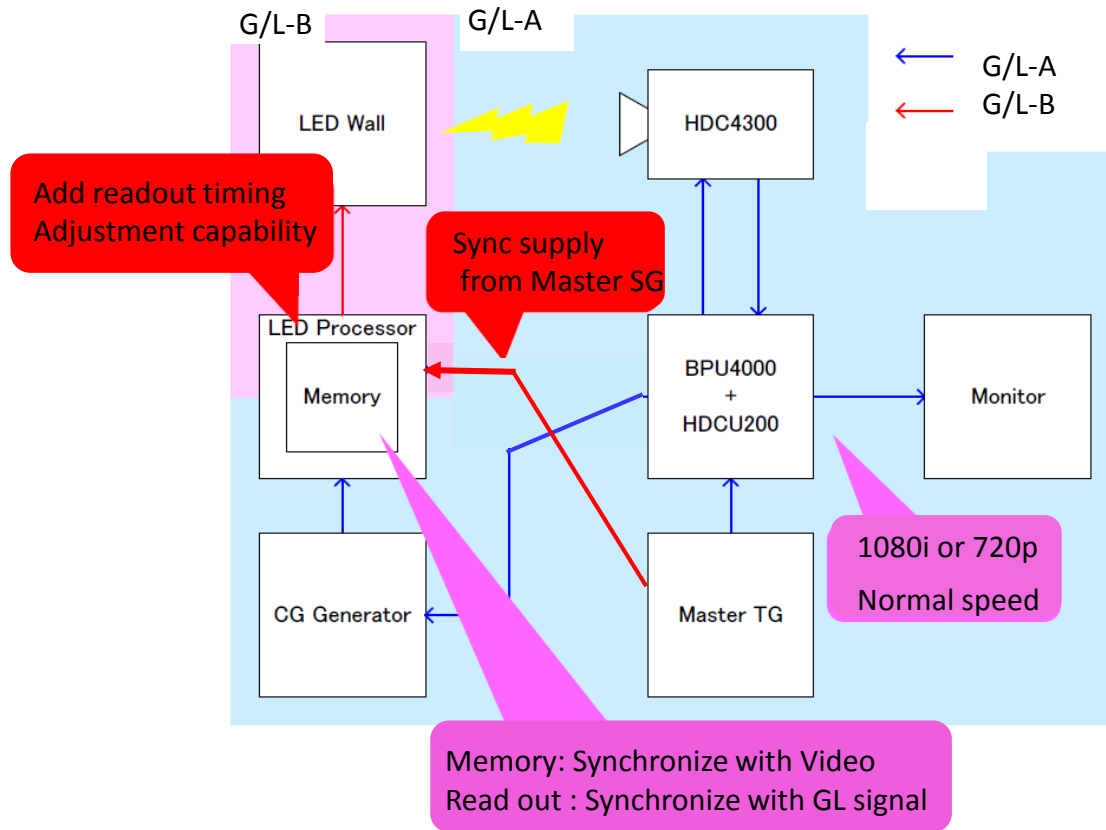 G/L-B
G/L-A
G/L-A
G/L-B
LED Wall
HDC4300
Add readout timing
Adjustment capability
Sync supply
from Master SG
LED Processor
Memory
BPU4000
+
HDCU200
Monitor
1080i or 720p
Normal speed
CG Generator
Master TG
Memory: Synchronize with Video
Read out : Synchronize with GL signal